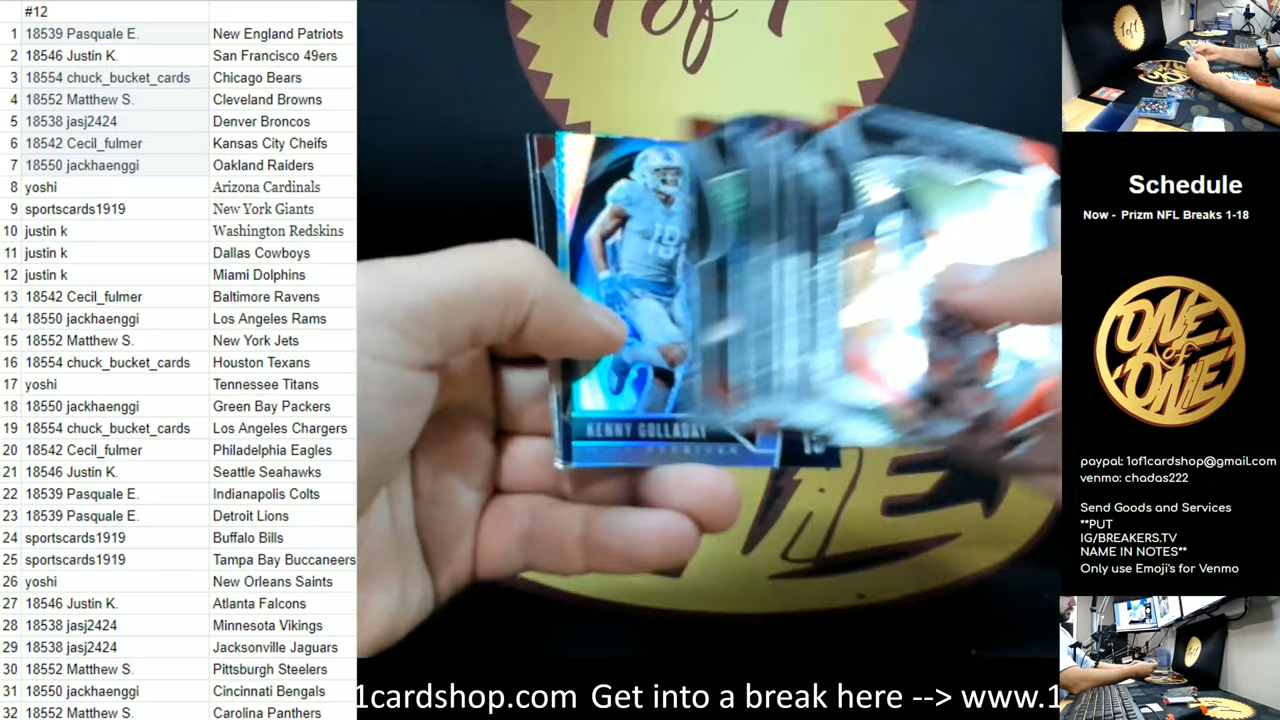 #12
1 18539 Pasquale E. New England Patriots
2 18546 Justin K. San Francisco 49ers
3 18554 chuck_bucket_cards Chicago Bears
4 18552 Matthew S. Cleveland Browns
5 18538 jasj2424 Denver Broncos
6 18542 Cecil_fulmer Kansas City Cheifs
7 18550 jackhaenggi Oakland Raiders
8 yoshi Arizona Cardinals
9 sportscards1919 New York Giants
10 justin k Washington Redskins
11 justin k Dallas Cowboys
12 justin k Miami Dolphins
13 18542 Cecil_fulmer Baltimore Ravens
14 18550 jackhaenggi Los Angeles Rams
15 18552 Matthew S. New York Jets
16 18554 chuck_bucket_cards Houston Texans
17 yoshi Tennessee Titans
18 18550 jackhaenggi Green Bay Packers
19 18554 chuck_bucket_cards Los Angeles Chargers
20 18542 Cecil_fulmer Philadelphia Eagles
21 18546 Justin K. Seattle Seahawks
22 18539 Pasquale E. Indianapolis Colts
23 18539 Pasquale E. Detroit Lions
24 sportscards1919 Buffalo Bills
25 sportscards1919 Tampa Bay Buccaneers
26 yoshi New Orleans Saints
27 18546 Justin K. Atlanta Falcons
28 18538 jasj2424 Minnesota Vikings
29 18538 jasj2424 Jacksonville Jaguars
30 18552 Matthew S. Pittsburgh Steelers
31 18550 jackhaenggi Cincinnati Bengals
32 18552 Matthew S. Carolina Panthers
1 of 1
19
KENNY GOLLADAY
19
1cardshop.com Get into a break here --> www.1
Schedule
Now - Prizm NFL Breaks 1-18
ONE
of
ONE
paypal: 1of1cardshop@gmail.com
venmo: chadas222
Send Goods and Services
**PUT
IG/BREAKERS.TV
NAME IN NOTES**
Only use Emoji's for Venmo